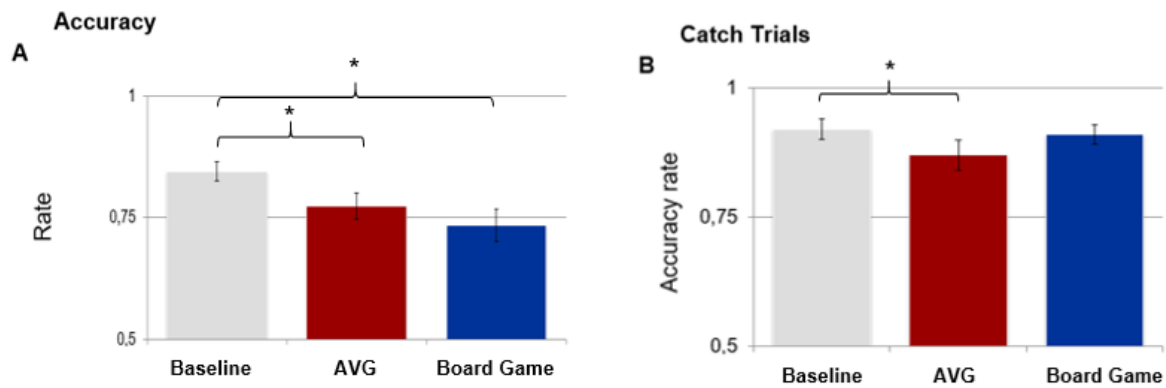 Accuracy
A
*
*
1
0,75
0,5
Rate
Baseline AVG Board Game
Catch Trials
B
*
1
0,75
0,5
Accuracy rate
Baseline AVG Board Game